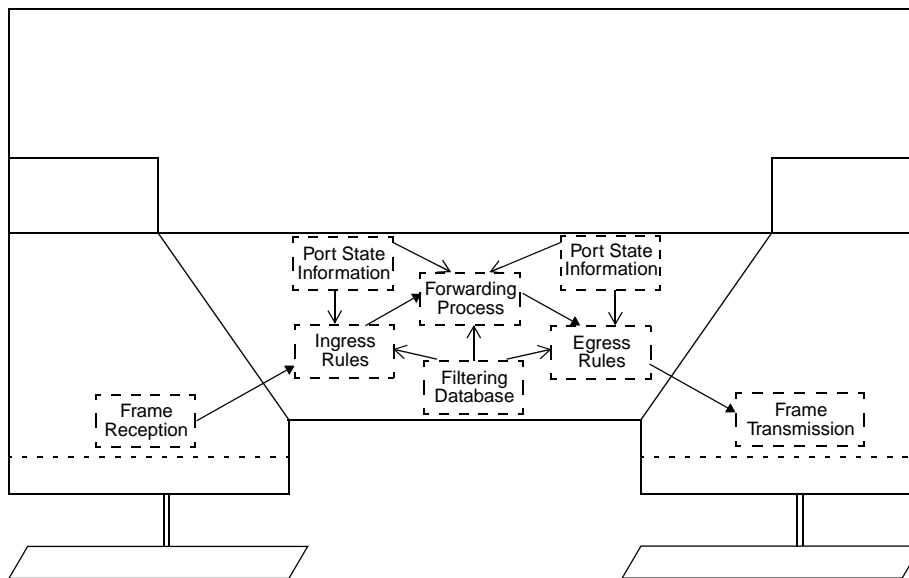 Port State
Information
Port State
Information
Forwarding
Process
Ingress
Rules
Egress
Rules
Filtering
Database
Frame
Reception
Frame
Transmission